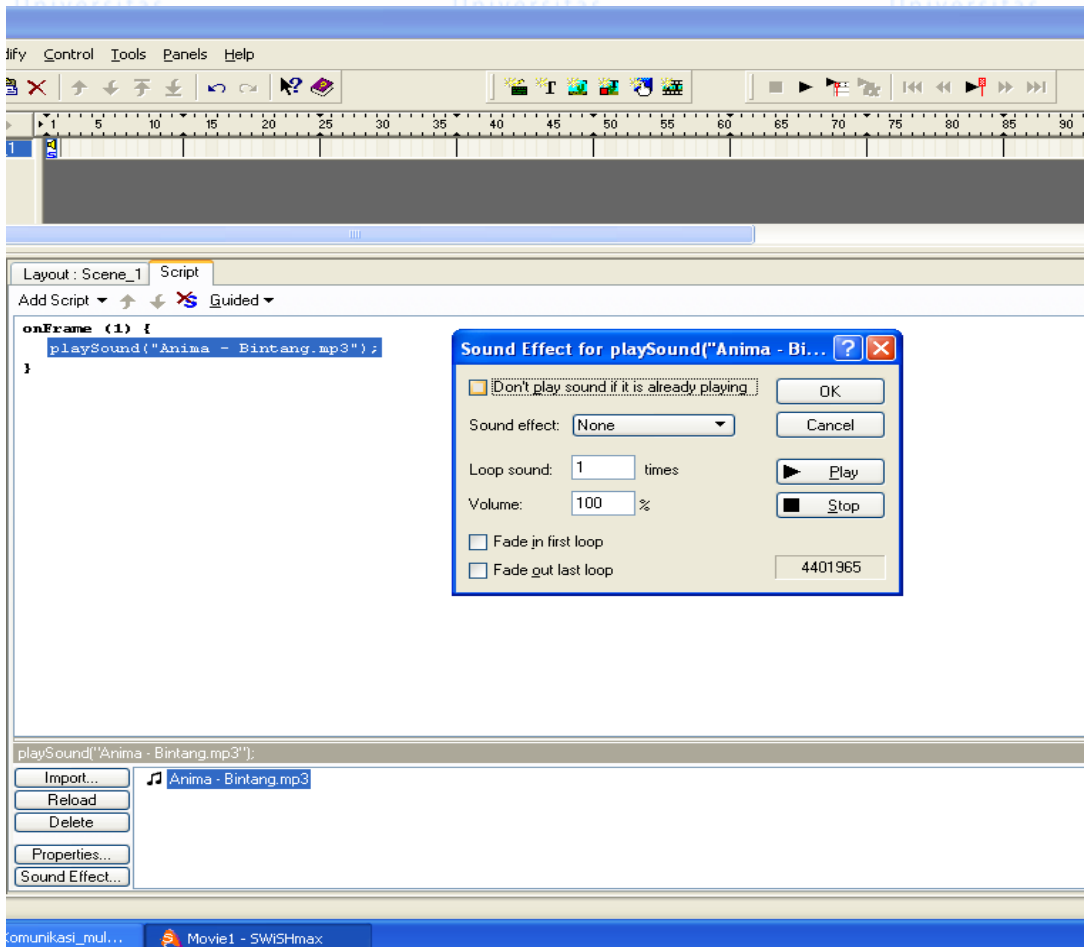 Universitas Universitas Universitas
dify Control Tools Panels Help
1 5 10 15 20 25 30 35 40 45 50 55 60 65 70 75 80 85 90
1
Layout : Scene_1 Script
Add Script Guided
onFrame (1) {
playSound("Anima - Bintang.mp3");
}
Sound Effect for playSound("Anima - Bi...
Don't play sound if it is already playing
OK
Sound effect: None
Cancel
Loop sound: 1 times
Play
Volume: 100 %
Stop
Fade in first loop
Fade out last loop
4401965
playSound("Anima - Bintang.mp3");
Import...
Anima - Bintang.mp3
Reload
Delete
Properties...
Sound Effect...
Komunikasi_mul... Movie1 - SWiSHmax